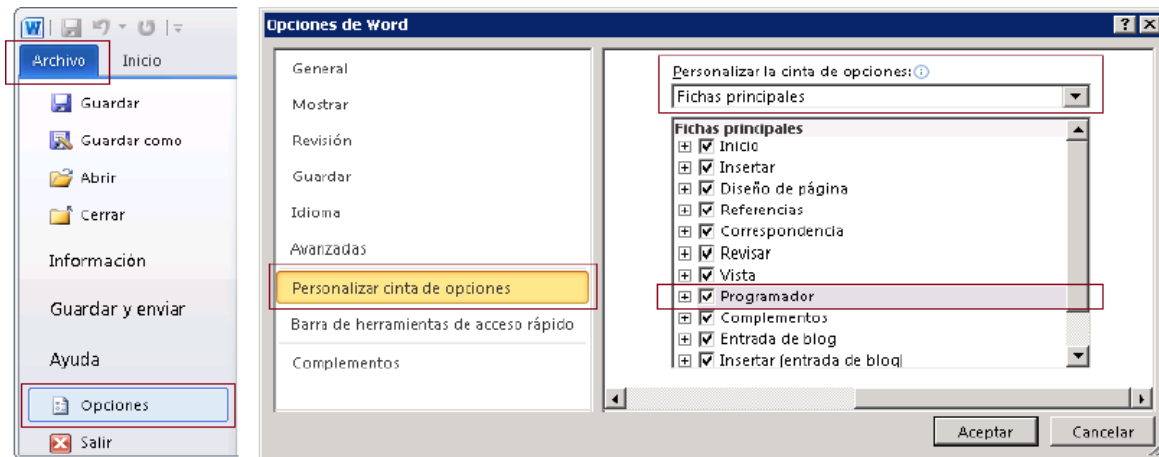 Archivo Inicio
Guardar
Guardar como
Abrir
Cerrar
Información
Guardar y enviar
Ayuda
Opciones
Salir
Opciones de Word
General
Mostrar
Revisión
Guardar
Idioma
Avanzadas
Personalizar cinta de opciones
Barra de herramientas de acceso rápido
Complementos
Personalizar la cinta de opciones:
Fichas principales
Fichas principales
Inicio
Insertar
Diseño de página
Referencias
Correspondencia
Revisar
Vista
Programador
Complementos
Entrada de blog
Insertar (entrada de blog)
Aceptar Cancelar